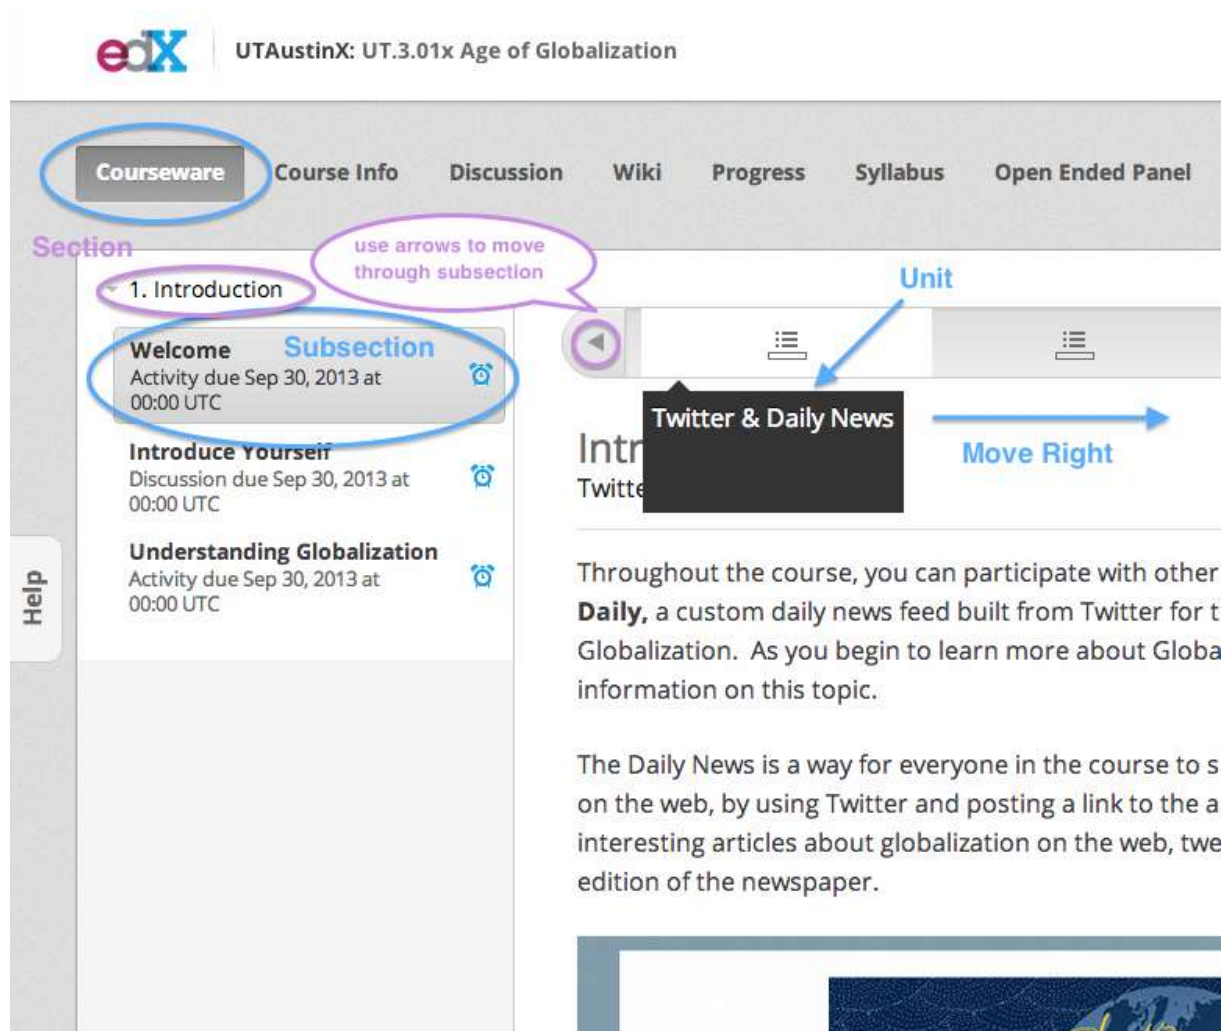 edX
UTAustinX: UT.3.01x Age of Globalization
Courseware
Course Info
Discussion
Wiki
Progress
Syllabus
Open Ended Panel
Section
use arrows to move
through subsection
1. Introduction
Unit
Welcome
Subsection
Activity due Sep 30, 2013 at
00:00 UTC
Introduce Yourself
Discussion due Sep 30, 2013 at
00:00 UTC
Understanding Globalization
Activity due Sep 30, 2013 at
00:00 UTC
Help
Twitter & Daily News
Move Right
Intr
Twitte
Throughout the course, you can participate with other
Daily, a custom daily news feed built from Twitter for t
Globalization. As you begin to learn more about Globa
information on this topic.
The Daily News is a way for everyone in the course to s
on the web, by using Twitter and posting a link to the a
interesting articles about globalization on the web, twe
edition of the newspaper.